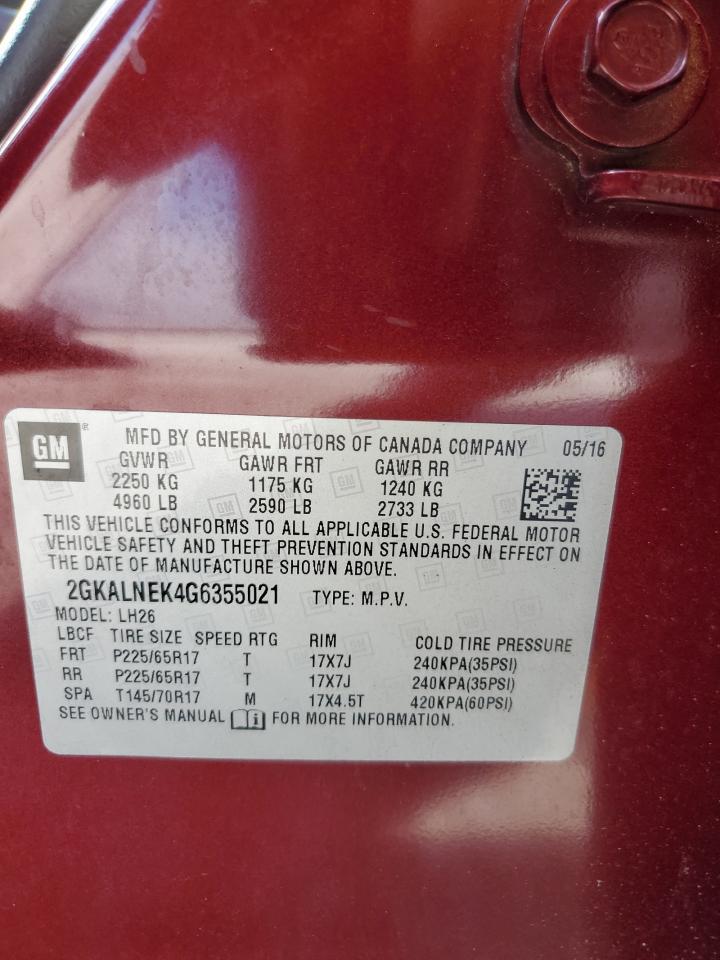 GM ® MFD BY GENERAL MOTORS OF CANADA COMPANY 05/16
GVWR GAWR FRT GAWR RR
2250 KG 1175 KG 1240 KG
4960 LB 2590 LB 2733 LB
THIS VEHICLE CONFORMS TO ALL APPLICABLE U.S. FEDERAL MOTOR
VEHICLE SAFETY AND THEFT PREVENTION STANDARDS IN EFFECT ON
THE DATE OF MANUFACTURE SHOWN ABOVE.
2GKALNEK4G6355021 TYPE: M.P.V.
MODEL: LH26
LBCF TIRE SIZE SPEED RTG RIM COLD TIRE PRESSURE
FRT P225/65R17 T 17X7J 240KPA(35PSI)
RR P225/65R17 T 17X7J 240KPA(35PSI)
SPA T145/70R17 M 17X4.5T 420KPA(60PSI)
SEE OWNER'S MANUAL i FOR MORE INFORMATION.